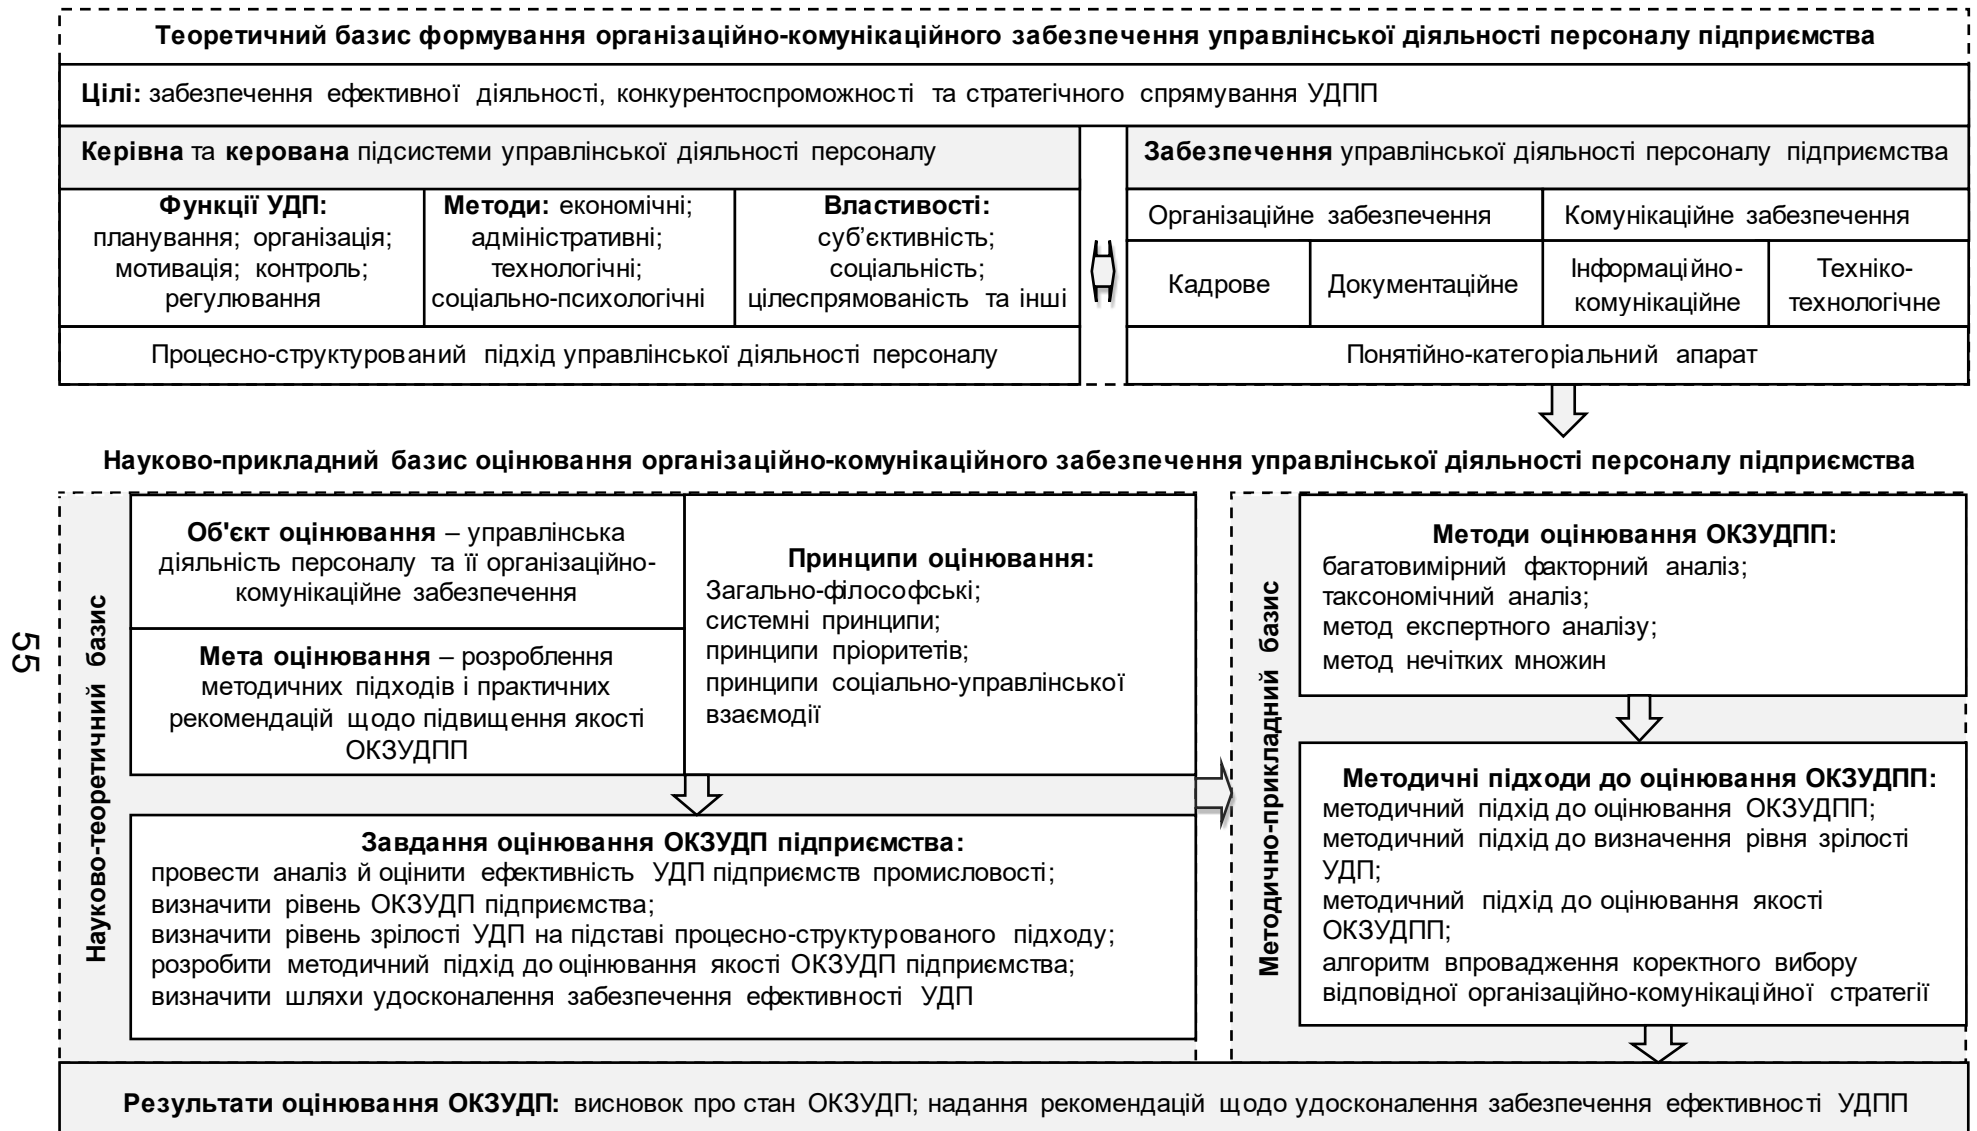 Теоретичний базис формування організаційно-комунікаційного забезпечення управлінської діяльності персоналу підприємства
Цілі: забезпечення ефективної діяльності, конкурентоспроможності та стратегічного спрямування УДПП
Керівна та керована підсистеми управлінської діяльності персоналу
Функції УДП:
планування; організація;
мотивація; контроль;
регулювання
Методи: економічні;
адміністративні;
технологічні;
соціально-психологічні
Властивості:
суб’єктивність;
соціальність;
цілеспрямованість та інші
Процесно-структурований підхід управлінської діяльності персоналу
Забезпечення управлінської діяльності персоналу підприємства
Організаційне забезпечення
Комунікаційне забезпечення
Кадрове
Документаційне
Інформаційно-
комунікаційне
Техніко-
технологічне
Понятійно-категоріальний апарат
Науково-прикладний базис оцінювання організаційно-комунікаційного забезпечення управлінської діяльності персоналу підприємства
55
Науково-теоретичний базис
Об'єкт оцінювання – управлінська
діяльність персоналу та її організаційно-
комунікаційне забезпечення
Мета оцінювання – розроблення
методичних підходів і практичних
рекомендацій щодо підвищення якості
ОКЗУДПП
Принципи оцінювання:
Загально-філософські;
системні принципи;
принципи пріоритетів;
принципи соціально-управлінської
взаємодії
Завдання оцінювання ОКЗУДП підприємства:
провести аналіз й оцінити ефективність УДП підприємств промисловості;
визначити рівень ОКЗУДП підприємства;
визначити рівень зрілості УДП на підставі процесно-структурованого підходу;
розробити методичний підхід до оцінювання якості ОКЗУДП підприємства;
визначити шляхи удосконалення забезпечення ефективності УДП
Методично-прикладний базис
Методи оцінювання ОКЗУДПП:
багатовимірний факторний аналіз;
таксономічний аналіз;
метод експертного аналізу;
метод нечітких множин
Методичні підходи до оцінювання ОКЗУДПП:
методичний підхід до оцінювання ОКЗУДПП;
методичний підхід до визначення рівня зрілості
УДП;
методичний підхід до оцінювання якості
ОКЗУДПП;
алгоритм впровадження коректного вибору
відповідної організаційно-комунікаційної стратегії
Результати оцінювання ОКЗУДП: висновок про стан ОКЗУДП; надання рекомендацій щодо удосконалення забезпечення ефективності УДПП